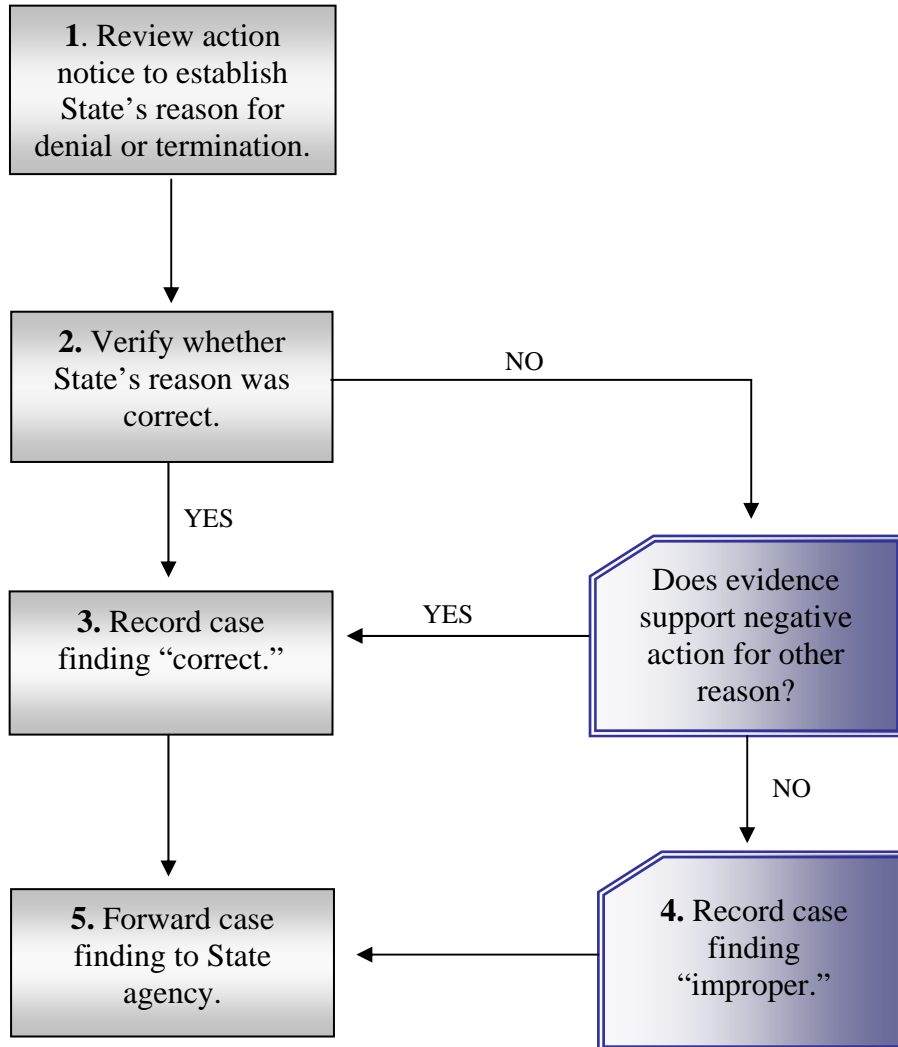 1. Review action
notice to establish
State’s reason for
denial or termination.
2. Verify whether
State’s reason was
correct.
NO
YES
Does evidence
support negative
action for other
reason?
3. Record case
finding “correct.”
YES
NO
4. Record case
finding
“improper.”
5. Forward case
finding to State
agency.